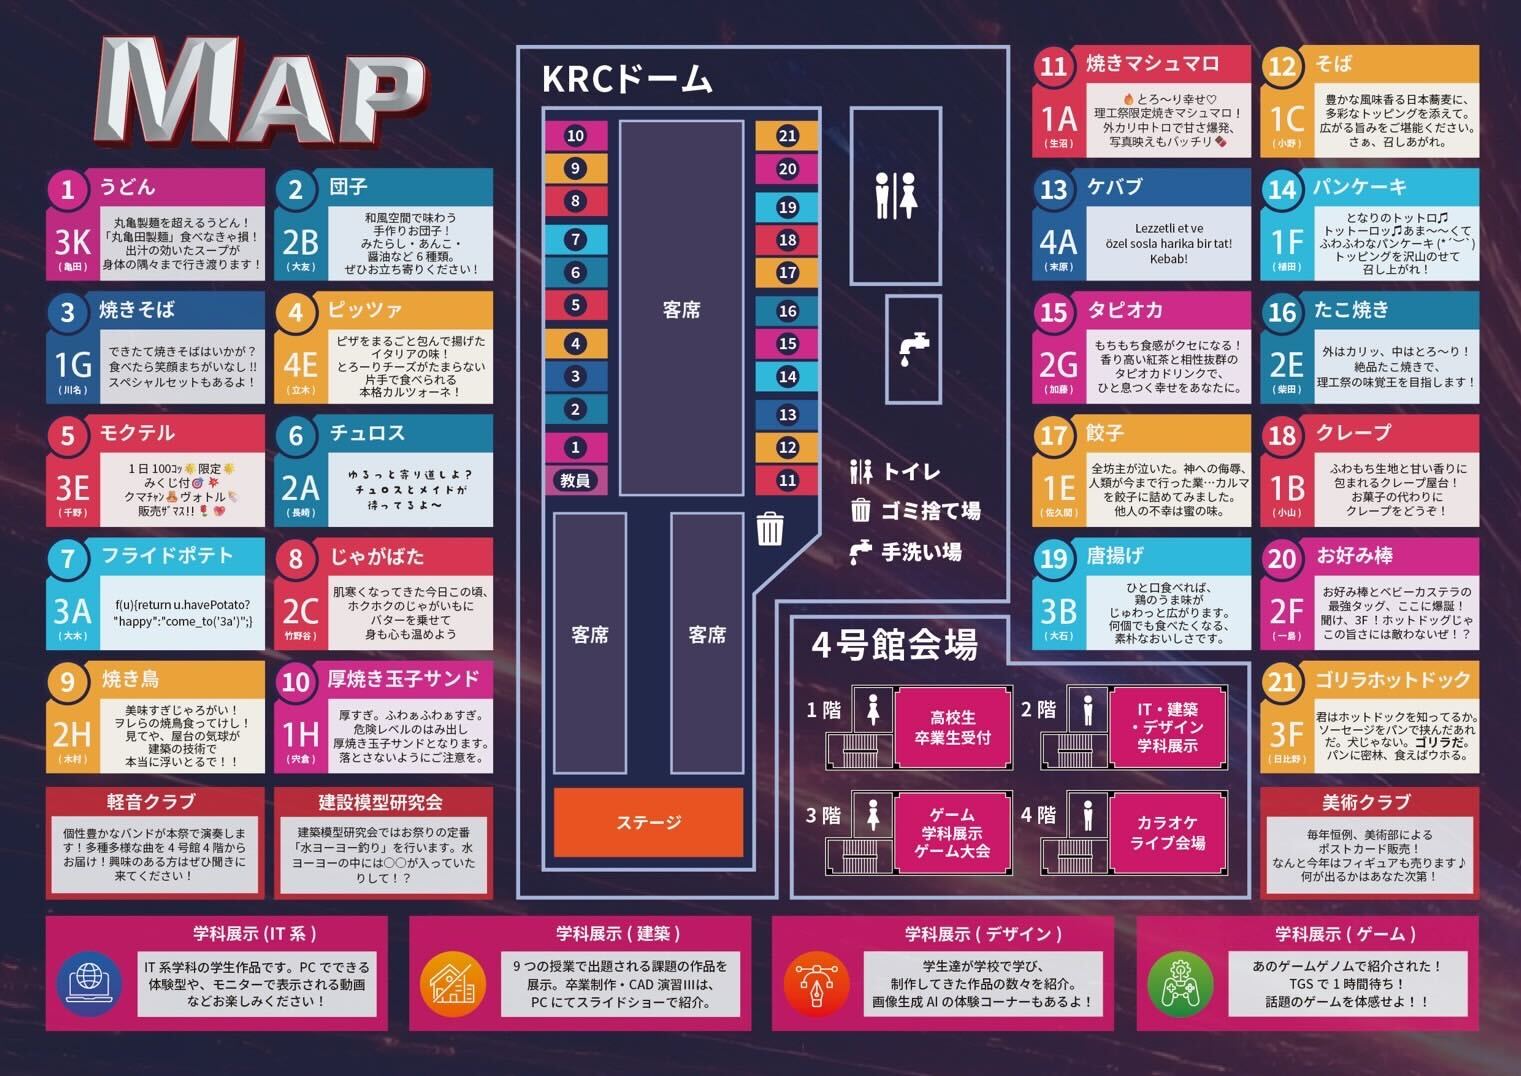 MAP
1 うどん
3K
(亀田)
丸亀製麺を超えるうどん！
「丸亀田製麺」食べなきゃ損！
出汁の効いたスープが
身体の隅々まで行き渡ります！
2 団子
2B
(大友)
和風空間で味わう
手作りお団子！
みたらし・あんこ・
醤油など6種類。
ぜひお立ち寄りください！
3 焼きそば
1G
(川名)
できたて焼きそばはいかが？
食べたら笑顔まちがいなし!!
スペシャルセットもあるよ！
4 ピッツァ
4E
(立木)
ピザをまるごと包んで揚げた
イタリアの味！
とろーりチーズがたまらない
片手で食べられる
本格カルツォーネ！
5 モクテル
3E
(千野)
1日100コッ🌟限定🌟
みくじ付🎯
クマチャン🧸ヴォトル🍼
販売ザマス!!🌹💖
6 チュロス
2A
(長崎)
ゆるっと寄り道しよ？
チュロスとメイドが
待ってるよ〜
7 フライドポテト
3A
(大木)
f(u){return u.havePotato?
"happy":"come_to('3a')";}
8 じゃがばた
2C
竹野谷)
肌寒くなってきた今日この頃、
ホクホクのじゃがいもに
バターを乗せて
身も心も温めよう
9 焼き鳥
2H
(木村)
美味すぎじゃろがい！
ヲレらの焼鳥食ってけし！
見てや、屋台の気球が
建築の技術で
本当に浮いとるで！！
10 厚焼き玉子サンド
1H
(宍倉)
厚すぎ。ふわぁふわぁすぎ。
危険レベルのはみ出し
厚焼き玉子サンドとなります。
落とさないようにご注意を。
軽音クラブ
個性豊かなバンドが本祭で演奏しま
す！多種多様な曲を4号館4階から
お届け！興味のある方はぜひ聞きに
来てください！
建設模型研究会
建築模型研究会ではお祭りの定番
「水ヨーヨー釣り」を行います。水
ヨーヨーの中には○○が入っていた
りして！？
KRCドーム
10
9
8
7
6
5
4
3
2
1
教員
客席
21
20
19
18
17
16
15
14
13
12
11
客席
客席
ステージ
トイレ
ゴミ捨て場
手洗い場
4号館会場
1階
高校生
卒業生受付
2階
IT・建築
・デザイン
学科展示
3階
ゲーム
学科展示
ゲーム大会
4階
カラオケ
ライブ会場
11 焼きマシュマロ
1A
(生沼)
🔥とろ〜り幸せ♡
理工祭限定焼きマシュマロ！
外カリ中トロで甘さ爆発、
写真映えもバッチリ🍫
12 そば
1C
(小野)
豊かな風味香る日本蕎麦に、
多彩なトッピングを添えて。
広がる旨みをご堪能ください。
さぁ、召しあがれ。
13 ケバブ
4A
(末原)
Lezzetli et ve
özel sosla harika bir tat!
Kebab!
14 パンケーキ
1F
(植田)
となりのトットロ♫
トットーロッ♫あま〜〜くて
ふわふわなパンケーキ(*´︶`)
トッピングを沢山のせて
召し上がれ！
15 タピオカ
2G
(加藤)
もちもち食感がクセになる！
香り高い紅茶と相性抜群の
タピオカドリンクで、
ひと息つく幸せをあなたに。
16 たこ焼き
2E
(柴田)
外はカリッ、中はとろ〜り！
絶品たこ焼きで、
理工祭の味覚王を目指します！
17 餃子
1E
(佐久間)
全坊主が泣いた。神への侮辱、
人類が今まで行った業…カルマ
を餃子に詰めてみました。
他人の不幸は蜜の味。
18 クレープ
1B
(小山)
ふわもち生地と甘い香りに
包まれるクレープ屋台！
お菓子の代わりに
クレープをどうぞ！
19 唐揚げ
3B
(大石)
ひと口食べれば、
鶏のうま味が
じゅわっと広がります。
何個でも食べたくなる、
素朴なおいしさです。
20 お好み棒
2F
(一島)
お好み棒とベビーカステラの
最強タッグ、ここに爆誕！
聞け、3F！ホットドッグじゃ
この旨さには敵わないぜ！？
21 ゴリラホットドック
3F
(日比野)
君はホットドックを知ってるか。
ソーセージをパンで挟んだあれ
だ。犬じゃない。ゴリラだ。
パンに密林、食えばウホる。
美術クラブ
毎年恒例、美術部による
ポストカード販売！
なんと今年はフィギュアも売ります♪
何が出るかはあなた次第！
学科展示(IT系)
IT系学科の学生作品です。PCでできる
体験型や、モニターで表示される動画
などお楽しみください！
学科展示(建築)
9つの授業で出題される課題の作品を
展示。卒業制作・CAD演習Ⅲは、
PCにてスライドショーで紹介。
学科展示(デザイン)
学生達が学校で学び、
制作してきた作品の数々を紹介。
画像生成AIの体験コーナーもあるよ！
学科展示(ゲーム)
あのゲームゲノムで紹介された！
TGSで1時間待ち！
話題のゲームを体感せよ！！